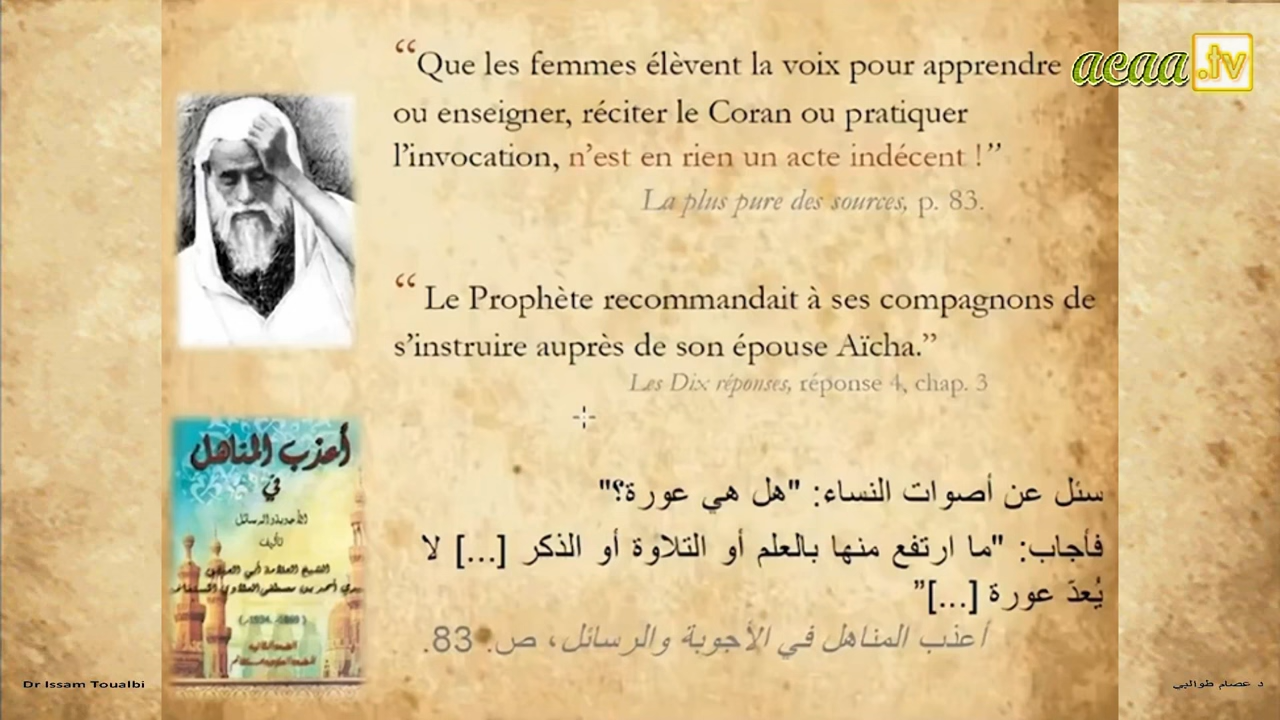 acaa.tv
“Que les femmes élèvent la voix pour apprendre
ou enseigner, réciter le Coran ou pratiquer
l’invocation, n’est en rien un acte indécent !”
La plus pure des sources, p. 83.
“ Le Prophète recommandait à ses compagnons de
s’instruire auprès de son épouse Aïcha.”
Les Dix réponses, réponse 4, chap. 3
أعذب المناهل
في
الأجوبة والرسائل
تأليف
سئل عن أصوات النساء: "هل هي عورة؟"
فأجاب: "ما ارتفع منها بالعلم أو التلاوة أو الذكر [...] لا
يُعدّ عورة [...]”
أعذب المناهل في الأجوبة والرسائل، ص. 83.
Dr Issam Toualbi
د عصام طوالبي